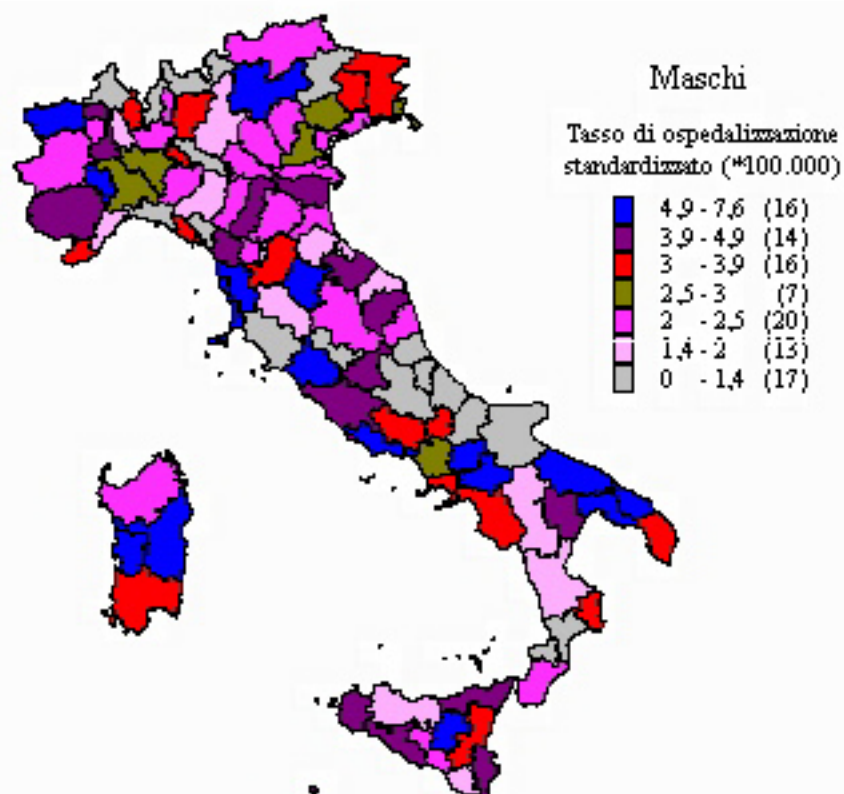 Maschi
Tasso di ospedalizzazione
standardizzato (*100.000)
4,9 - 7,6 (16)
3,9 - 4,9 (14)
3 - 3,9 (16)
2,5 - 3 (7)
2 - 2,5 (20)
1,4 - 2 (13)
0 - 1,4 (17)